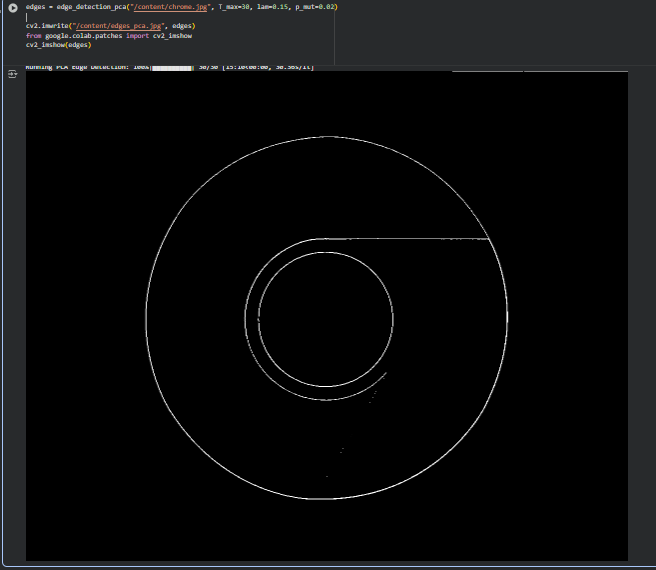 edges = edge_detection_pca("/content/chrome.jpg", T_max=30, lam=0.15, p_mut=0.02)
cv2.imwrite("/content/edges_pca.jpg", edges)
from google.colab.patches import cv2_imshow
cv2_imshow(edges)
Running PCA Edge Detection: 100%| 30/30 [15:10<00:00, 30.36s/it]